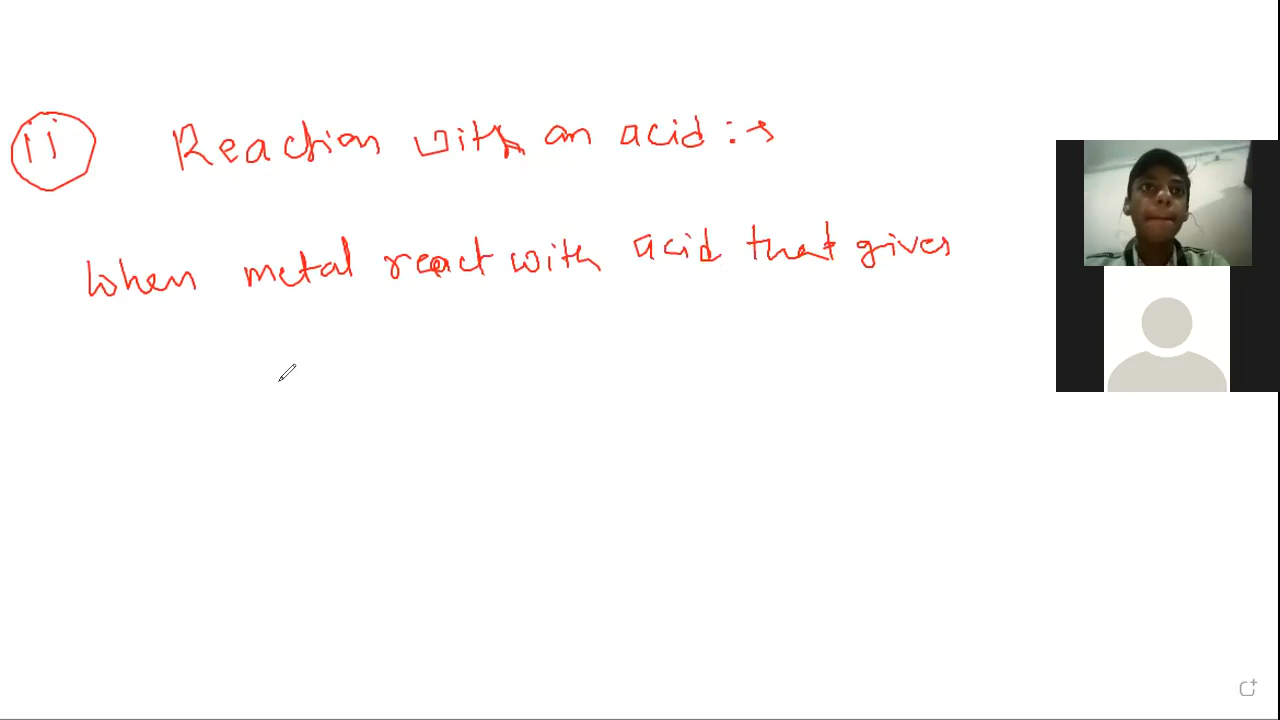 ii Reaction with an acid :→
When metal react with acid that gives